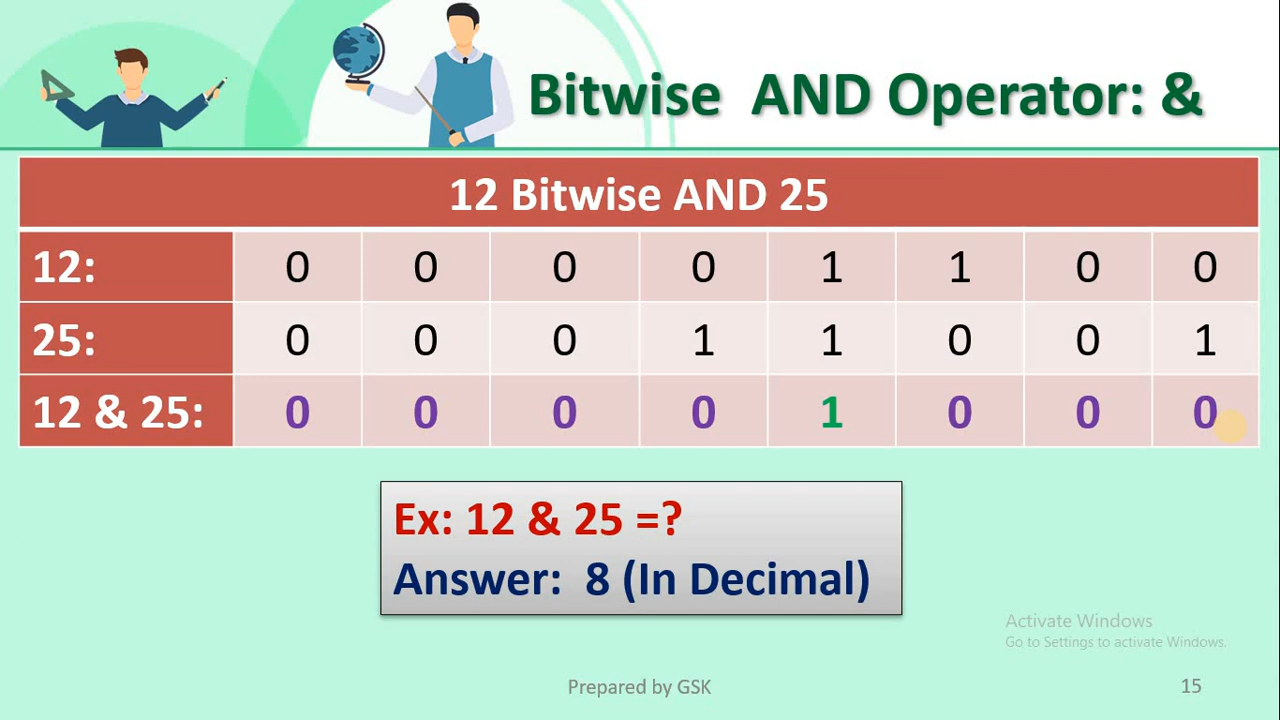 Bitwise AND Operator: &
12 Bitwise AND 25
12: 0 0 0 0 1 1 0 0
25: 0 0 0 1 1 0 0 1
12 & 25: 0 0 0 0 1 0 0 0
Ex: 12 & 25 =?
Answer: 8 (In Decimal)
Activate Windows
Go to Settings to activate Windows.
Prepared by GSK
15